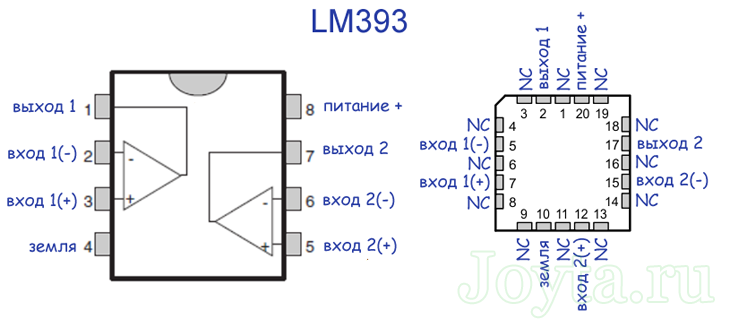 LM393
выход 1
1
вход 1(-)
2
вход 1(+)
3
земля
4
8
питание +
7
выход 2
6
вход 2(-)
5
вход 2(+)
-
+
-
+
NC
выход 1
NC
питание +
NC
3
2
1
20
19
4
NC
5
вход 1(-)
6
NC
7
вход 1(+)
8
NC
18
NC
17
выход 2
16
NC
15
вход 2(-)
14
NC
9
10
11
12
13
NC
земля
NC
вход 2(+)
NC
Joyta.ru